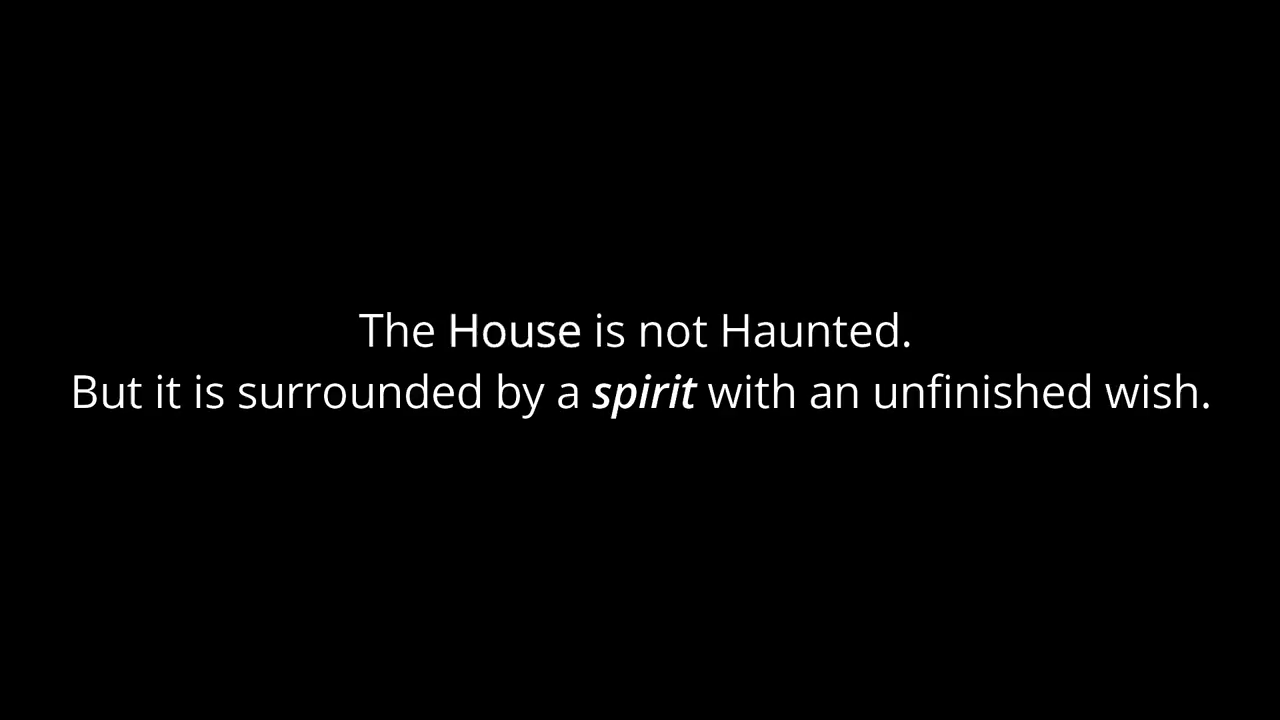 The House is not Haunted.
But it is surrounded by a spirit with an unfinished wish.